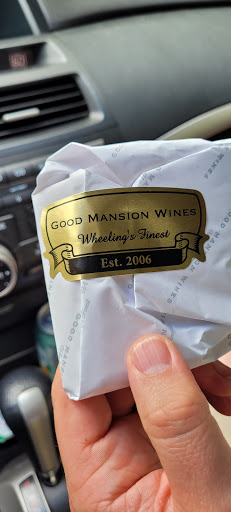 GOOD MANSION WINES
Wheeling's Finest
Est. 2006